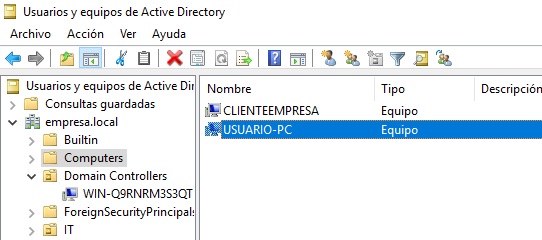 Usuarios y equipos de Active Directory
Archivo Acción Ver Ayuda
Usuarios y equipos de Active Dir
Consultas guardadas
empresa.local
Builtin
Computers
Domain Controllers
WIN-Q9RNRM3S3QT
ForeignSecurityPrincipals
IT
Nombre Tipo Descripción
CLIENTEEMPRESA Equipo
USUARIO-PC Equipo